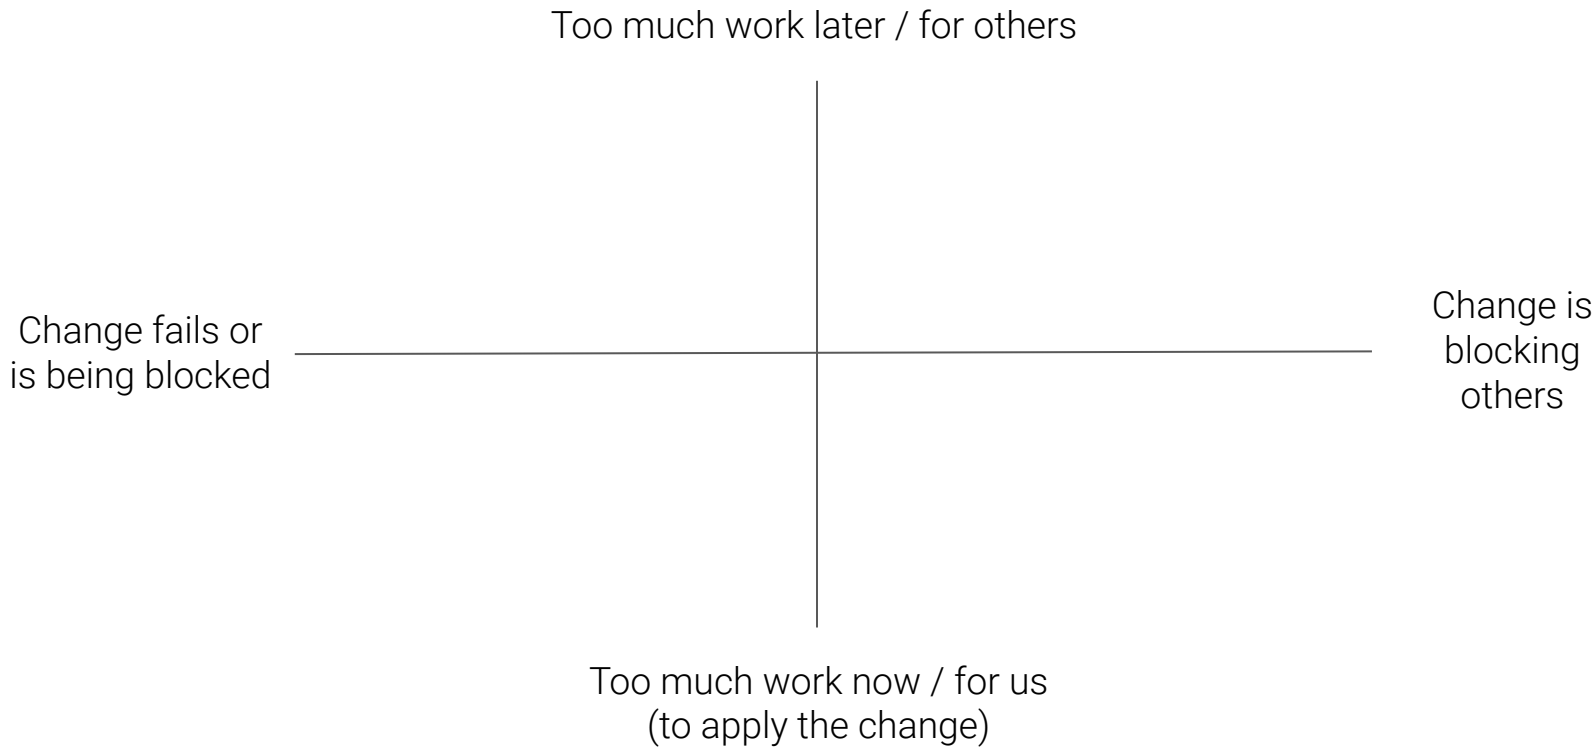 Too much work later / for others
Change fails or
is being blocked
Change is
blocking
others
Too much work now / for us
(to apply the change)